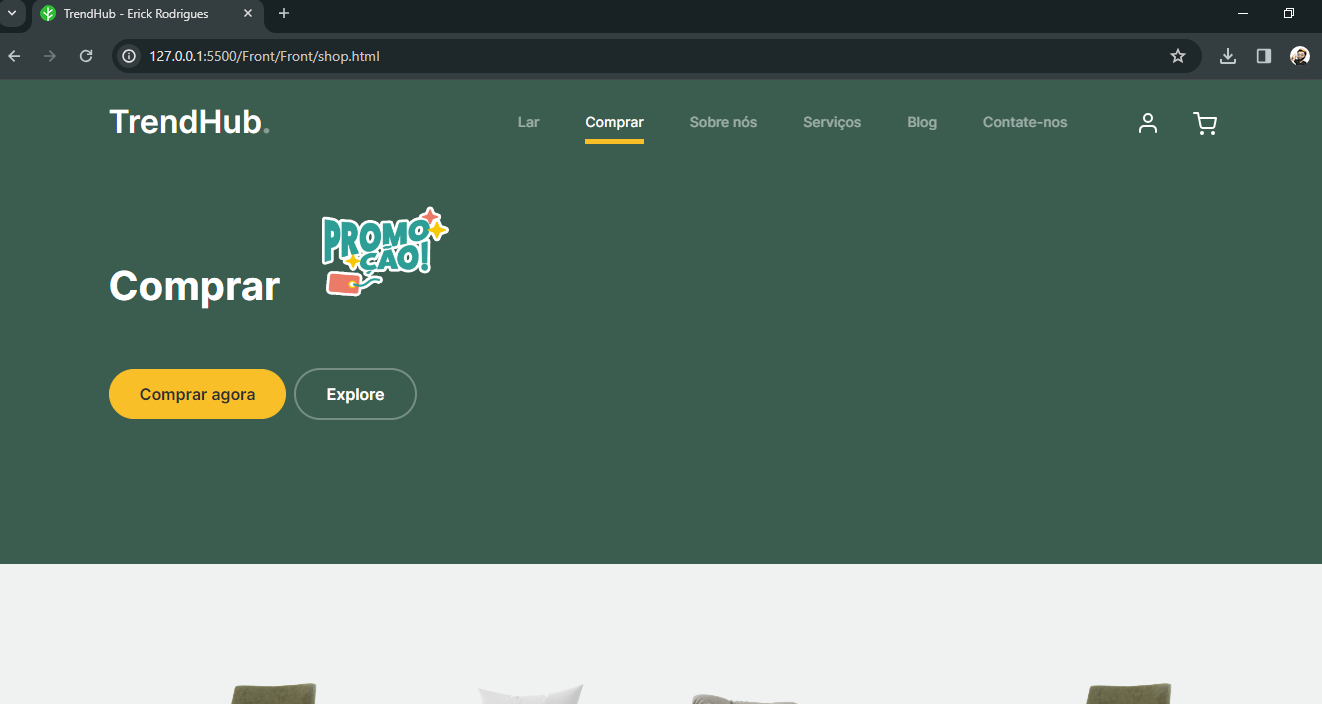 TrendHub - Erick Rodrigues
127.0.0.1:5500/Front/Front/shop.html
TrendHub.
Lar Comprar Sobre nós Serviços Blog Contate-nos
PROMO
ÇÃO!
Comprar
Comprar agora Explore